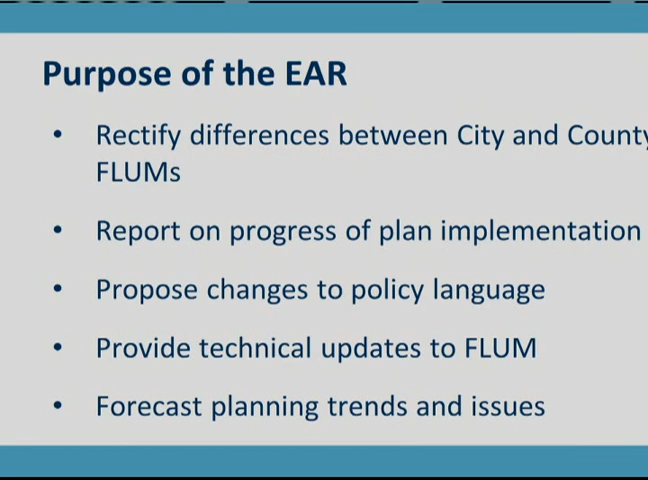 Purpose of the EAR
• Rectify differences between City and County
FLUMs
• Report on progress of plan implementation
• Propose changes to policy language
• Provide technical updates to FLUM
• Forecast planning trends and issues